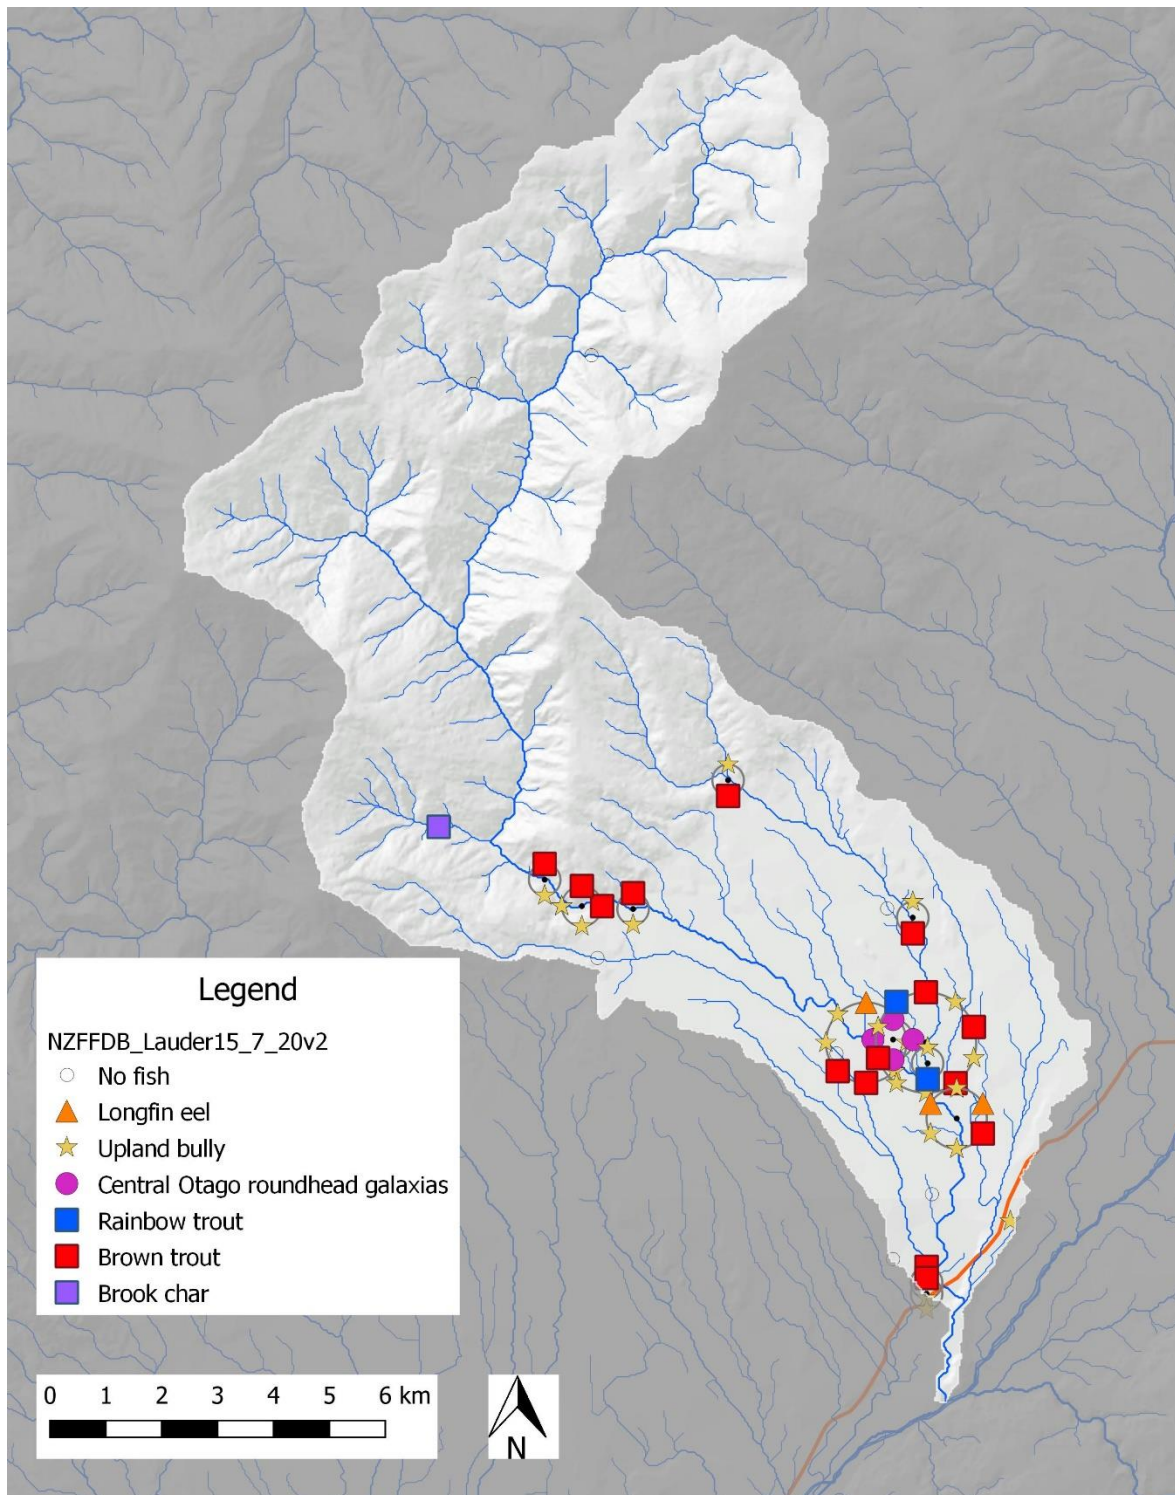 Legend
NZFFDB_Lauder15_7_20v2
No fish
Longfin eel
Upland bully
Central Otago roundhead galaxias
Rainbow trout
Brown trout
Brook char
0 1 2 3 4 5 6 km
N